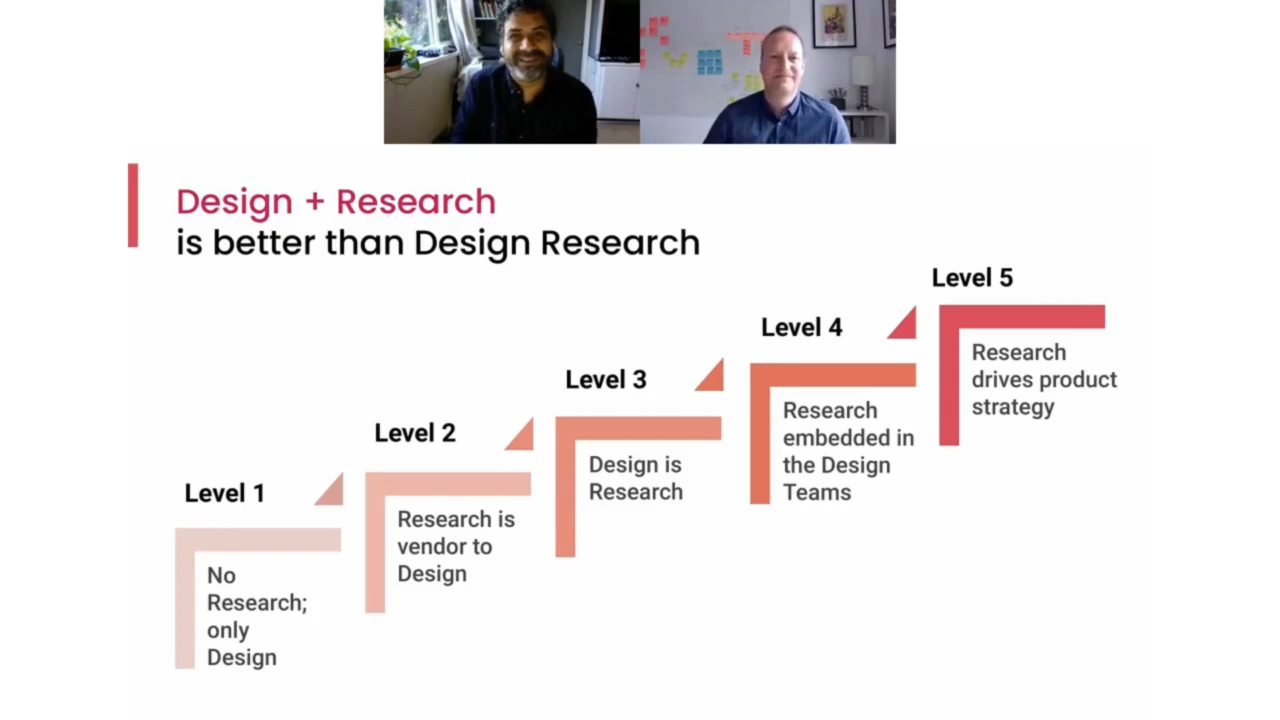 Design + Research
is better than Design Research
Level 1
No
Research;
only
Design
Level 2
Research is
vendor to
Design
Level 3
Design is
Research
Level 4
Research
embedded in
the Design
Teams
Level 5
Research
drives product
strategy